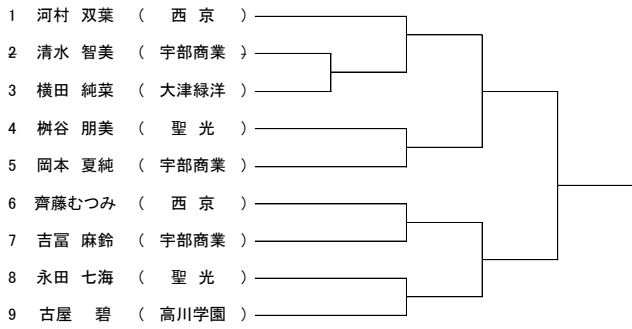 1 河村 双葉 ( 西 京 )
2 清水 智美 ( 宇部商業 )
3 横田 純菜 ( 大津緑洋 )
4 桝谷 朋美 ( 聖 光 )
5 岡本 夏純 ( 宇部商業 )
6 齊藤むつみ ( 西 京 )
7 吉冨 麻鈴 ( 宇部商業 )
8 永田 七海 ( 聖 光 )
9 古屋 碧 ( 高川学園 )